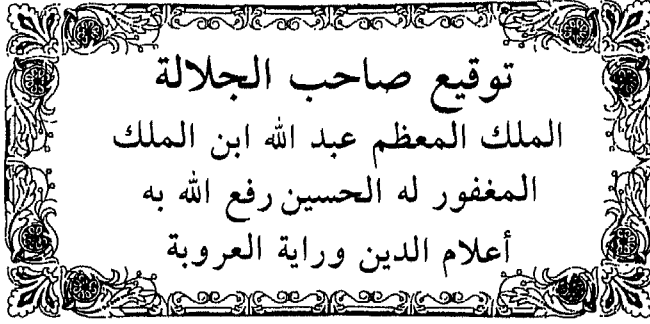 توقيع صاحب الجلالة
الملك المعظم عبد الله ابن الملك
المغفور له الحسين رفع الله به
أعلام الدين وراية العروبة